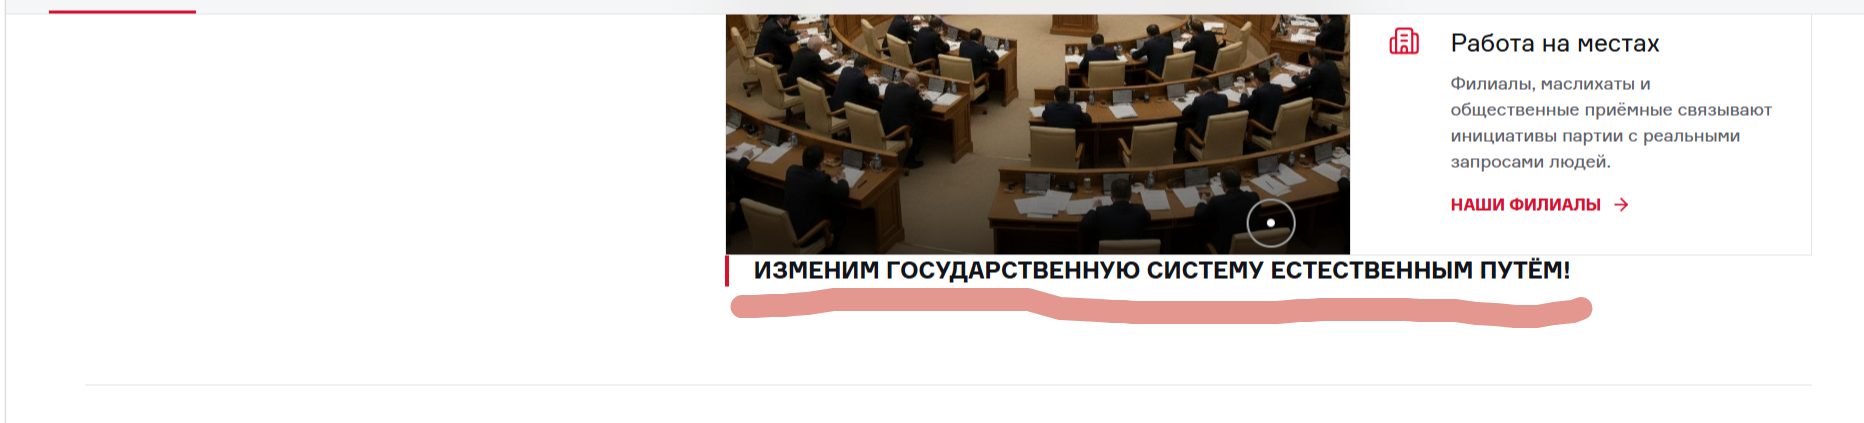 Работа на местах
Филиалы, маслихаты и
общественные приёмные связывают
инициативы партии с реальными
запросами людей.
НАШИ ФИЛИАЛЫ →
ИЗМЕНИМ ГОСУДАРСТВЕННУЮ СИСТЕМУ ЕСТЕСТВЕННЫМ ПУТЁМ!